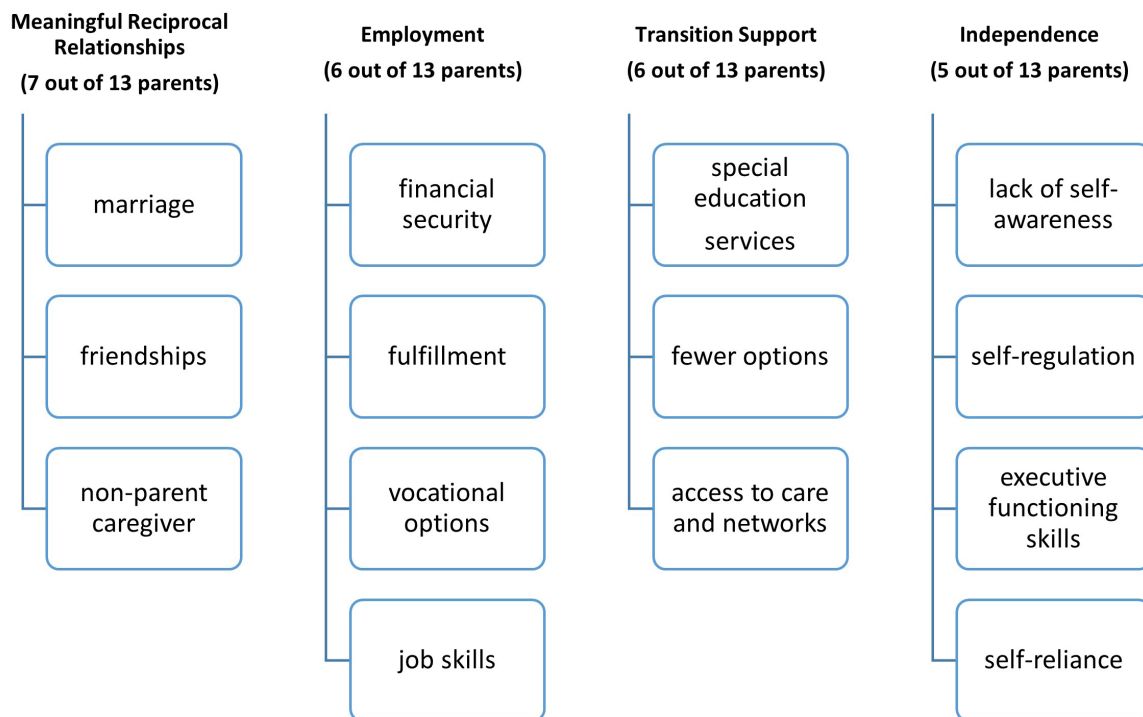 Meaningful Reciprocal
Relationships
(7 out of 13 parents)
marriage
friendships
non-parent
caregiver
Employment
(6 out of 13 parents)
financial
security
fulfillment
vocational
options
job skills
Transition Support
(6 out of 13 parents)
special
education
services
fewer options
access to care
and networks
Independence
(5 out of 13 parents)
lack of self-
awareness
self-regulation
executive
functioning
skills
self-reliance